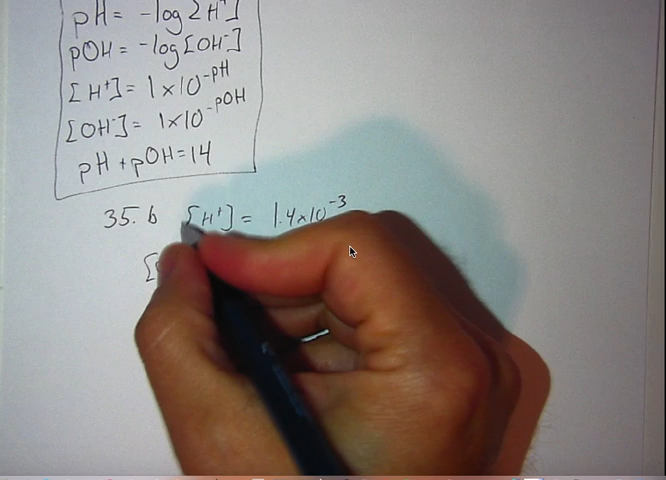 pH = -log[H⁺]
pOH = -log[OH⁻]
[H⁺] = 1×10⁻ᵖᴴ
[OH⁻] = 1×10⁻ᵖᴼᴴ
pH + pOH = 14
35. b [H⁺] = 1.4×10⁻³
[